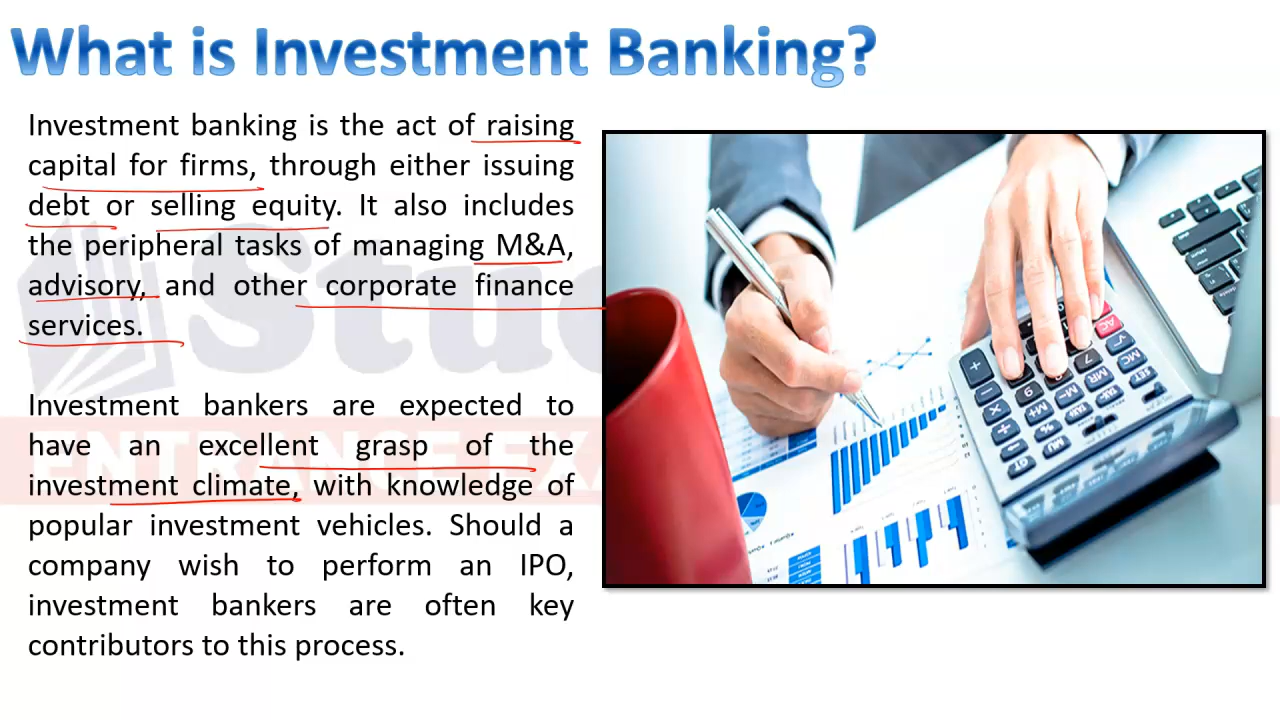 What is Investment Banking?
Investment banking is the act of raising
capital for firms, through either issuing
debt or selling equity. It also includes
the peripheral tasks of managing M&A,
advisory, and other corporate finance
services.
Investment bankers are expected to
have an excellent grasp of the
investment climate, with knowledge of
popular investment vehicles. Should a
company wish to perform an IPO,
investment bankers are often key
contributors to this process.